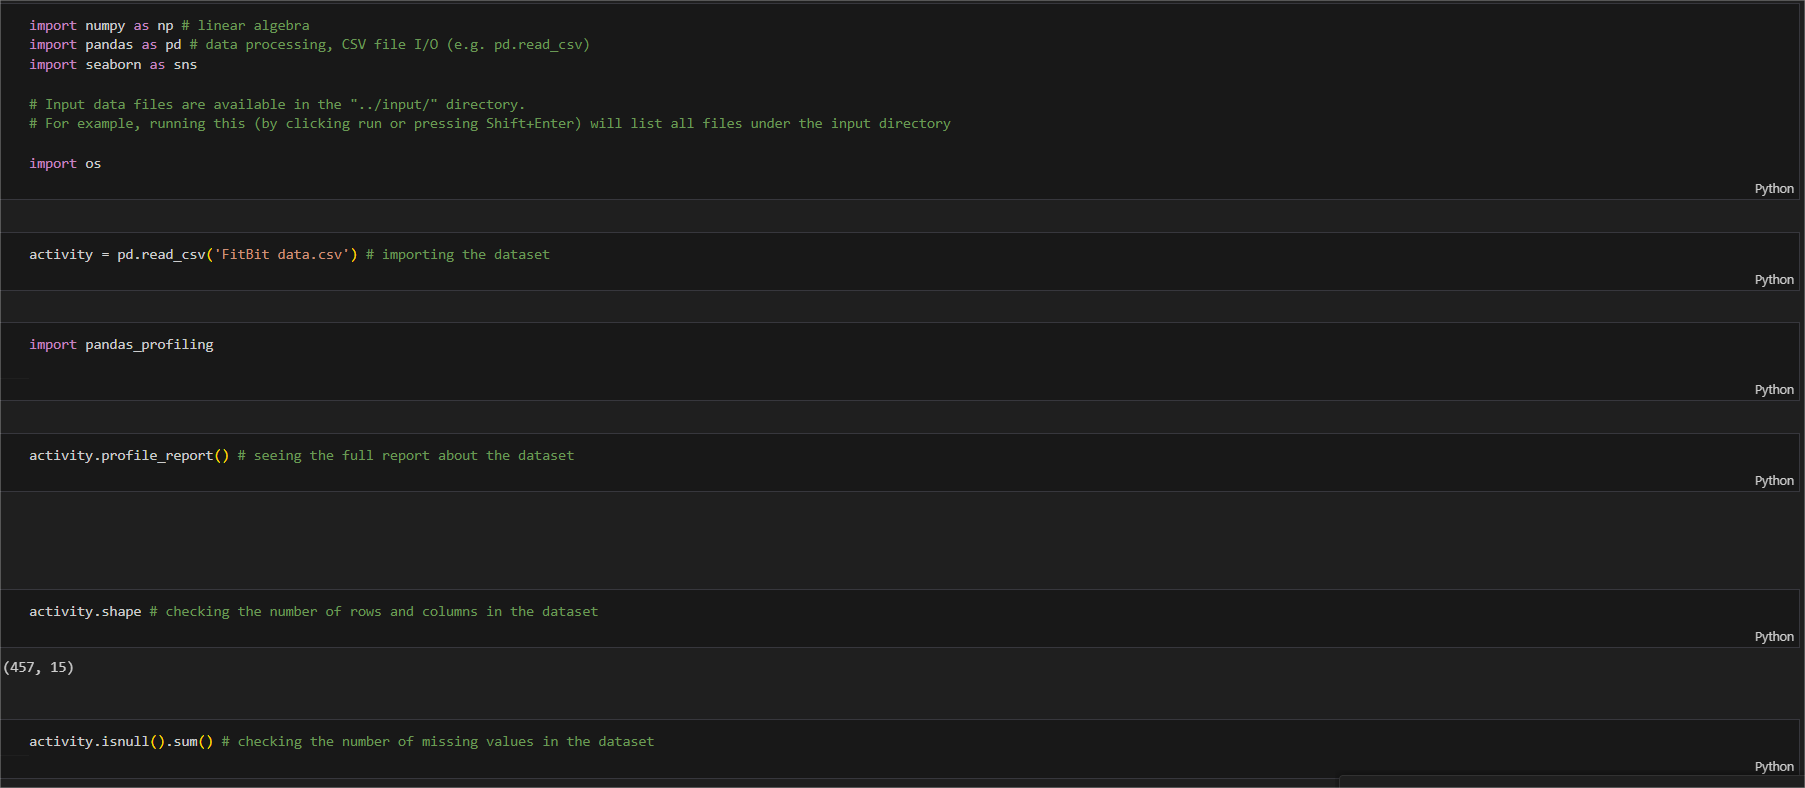 import numpy as np # linear algebra
import pandas as pd # data processing, CSV file I/O (e.g. pd.read_csv)
import seaborn as sns
# Input data files are available in the "../input/" directory.
# For example, running this (by clicking run or pressing Shift+Enter) will list all files under the input directory
import os
Python
activity = pd.read_csv('FitBit data.csv') # importing the dataset
Python
import pandas_profiling
Python
activity.profile_report() # seeing the full report about the dataset
Python
activity.shape # checking the number of rows and columns in the dataset
Python
(457, 15)
activity.isnull().sum() # checking the number of missing values in the dataset
Python